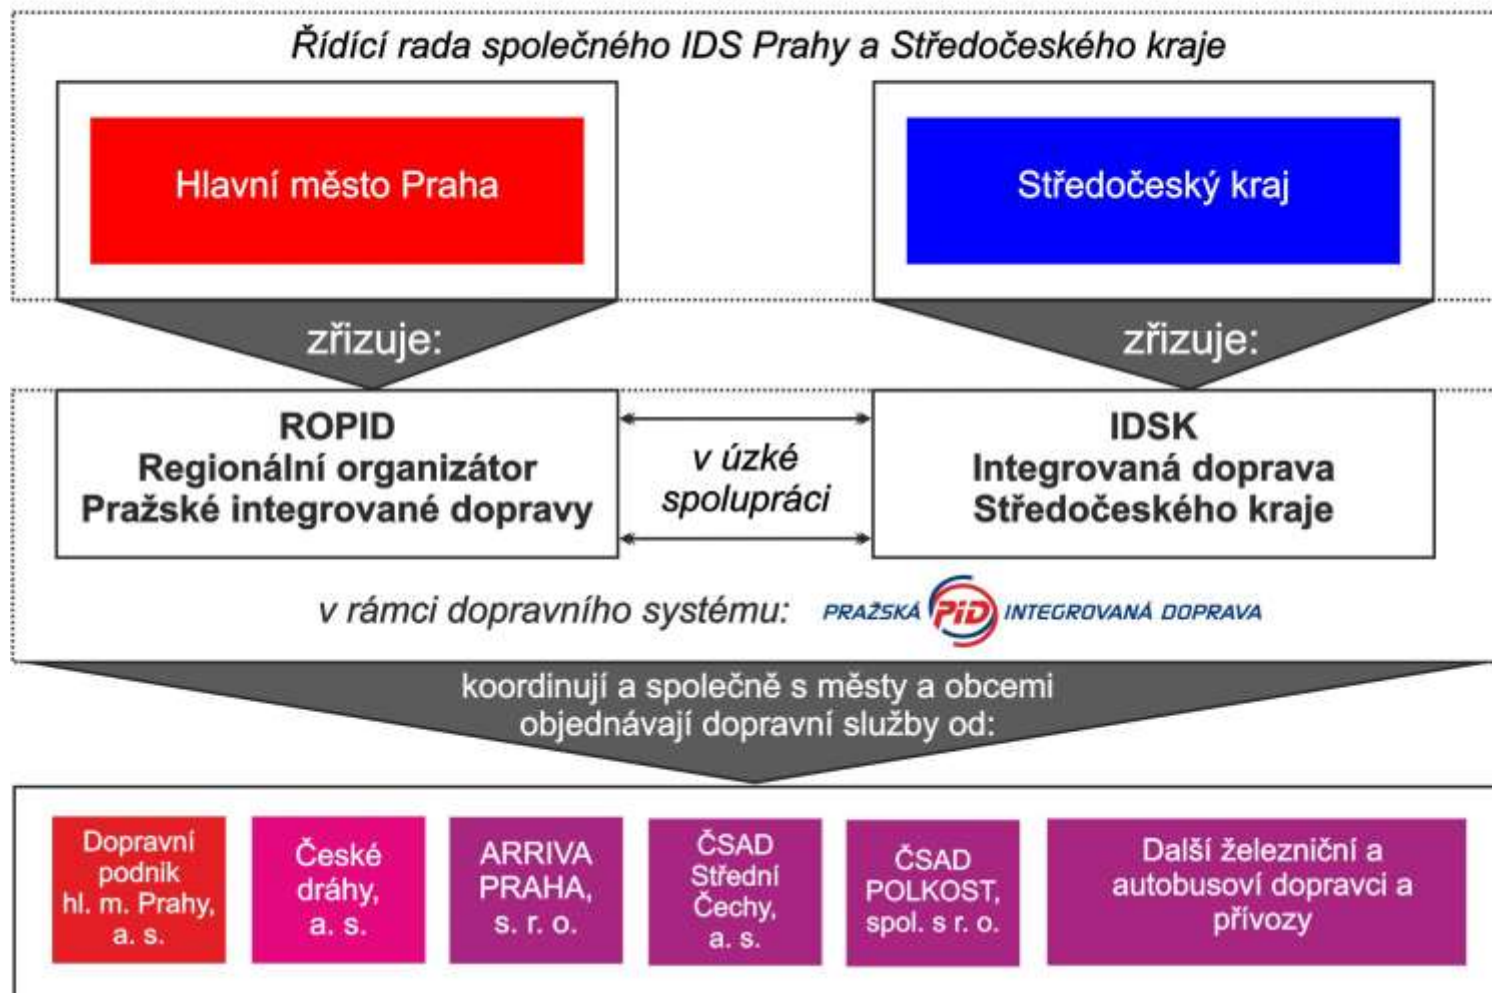 Řídící rada společného IDS Prahy a Středočeského kraje
Hlavní město Praha
Středočeský kraj
zřizuje:
zřizuje:
ROPID
Regionální organizátor
Pražské integrované dopravy
v úzké
spolupráci
IDSK
Integrovaná doprava
Středočeského kraje
v rámci dopravního systému:
PRAŽSKÁ PID INTEGROVANÁ DOPRAVA
koordinují a společně s městy a obcemi
objednávají dopravní služby od:
Dopravní
podnik
hl. m. Prahy,
a. s.
České
dráhy,
a. s.
ARRIVA
PRAHA,
s. r. o.
ČSAD
Střední
Čechy,
a. s.
ČSAD
POLKOST,
spol. s r. o.
Další železniční a
autobusoví dopravci a
přívozy